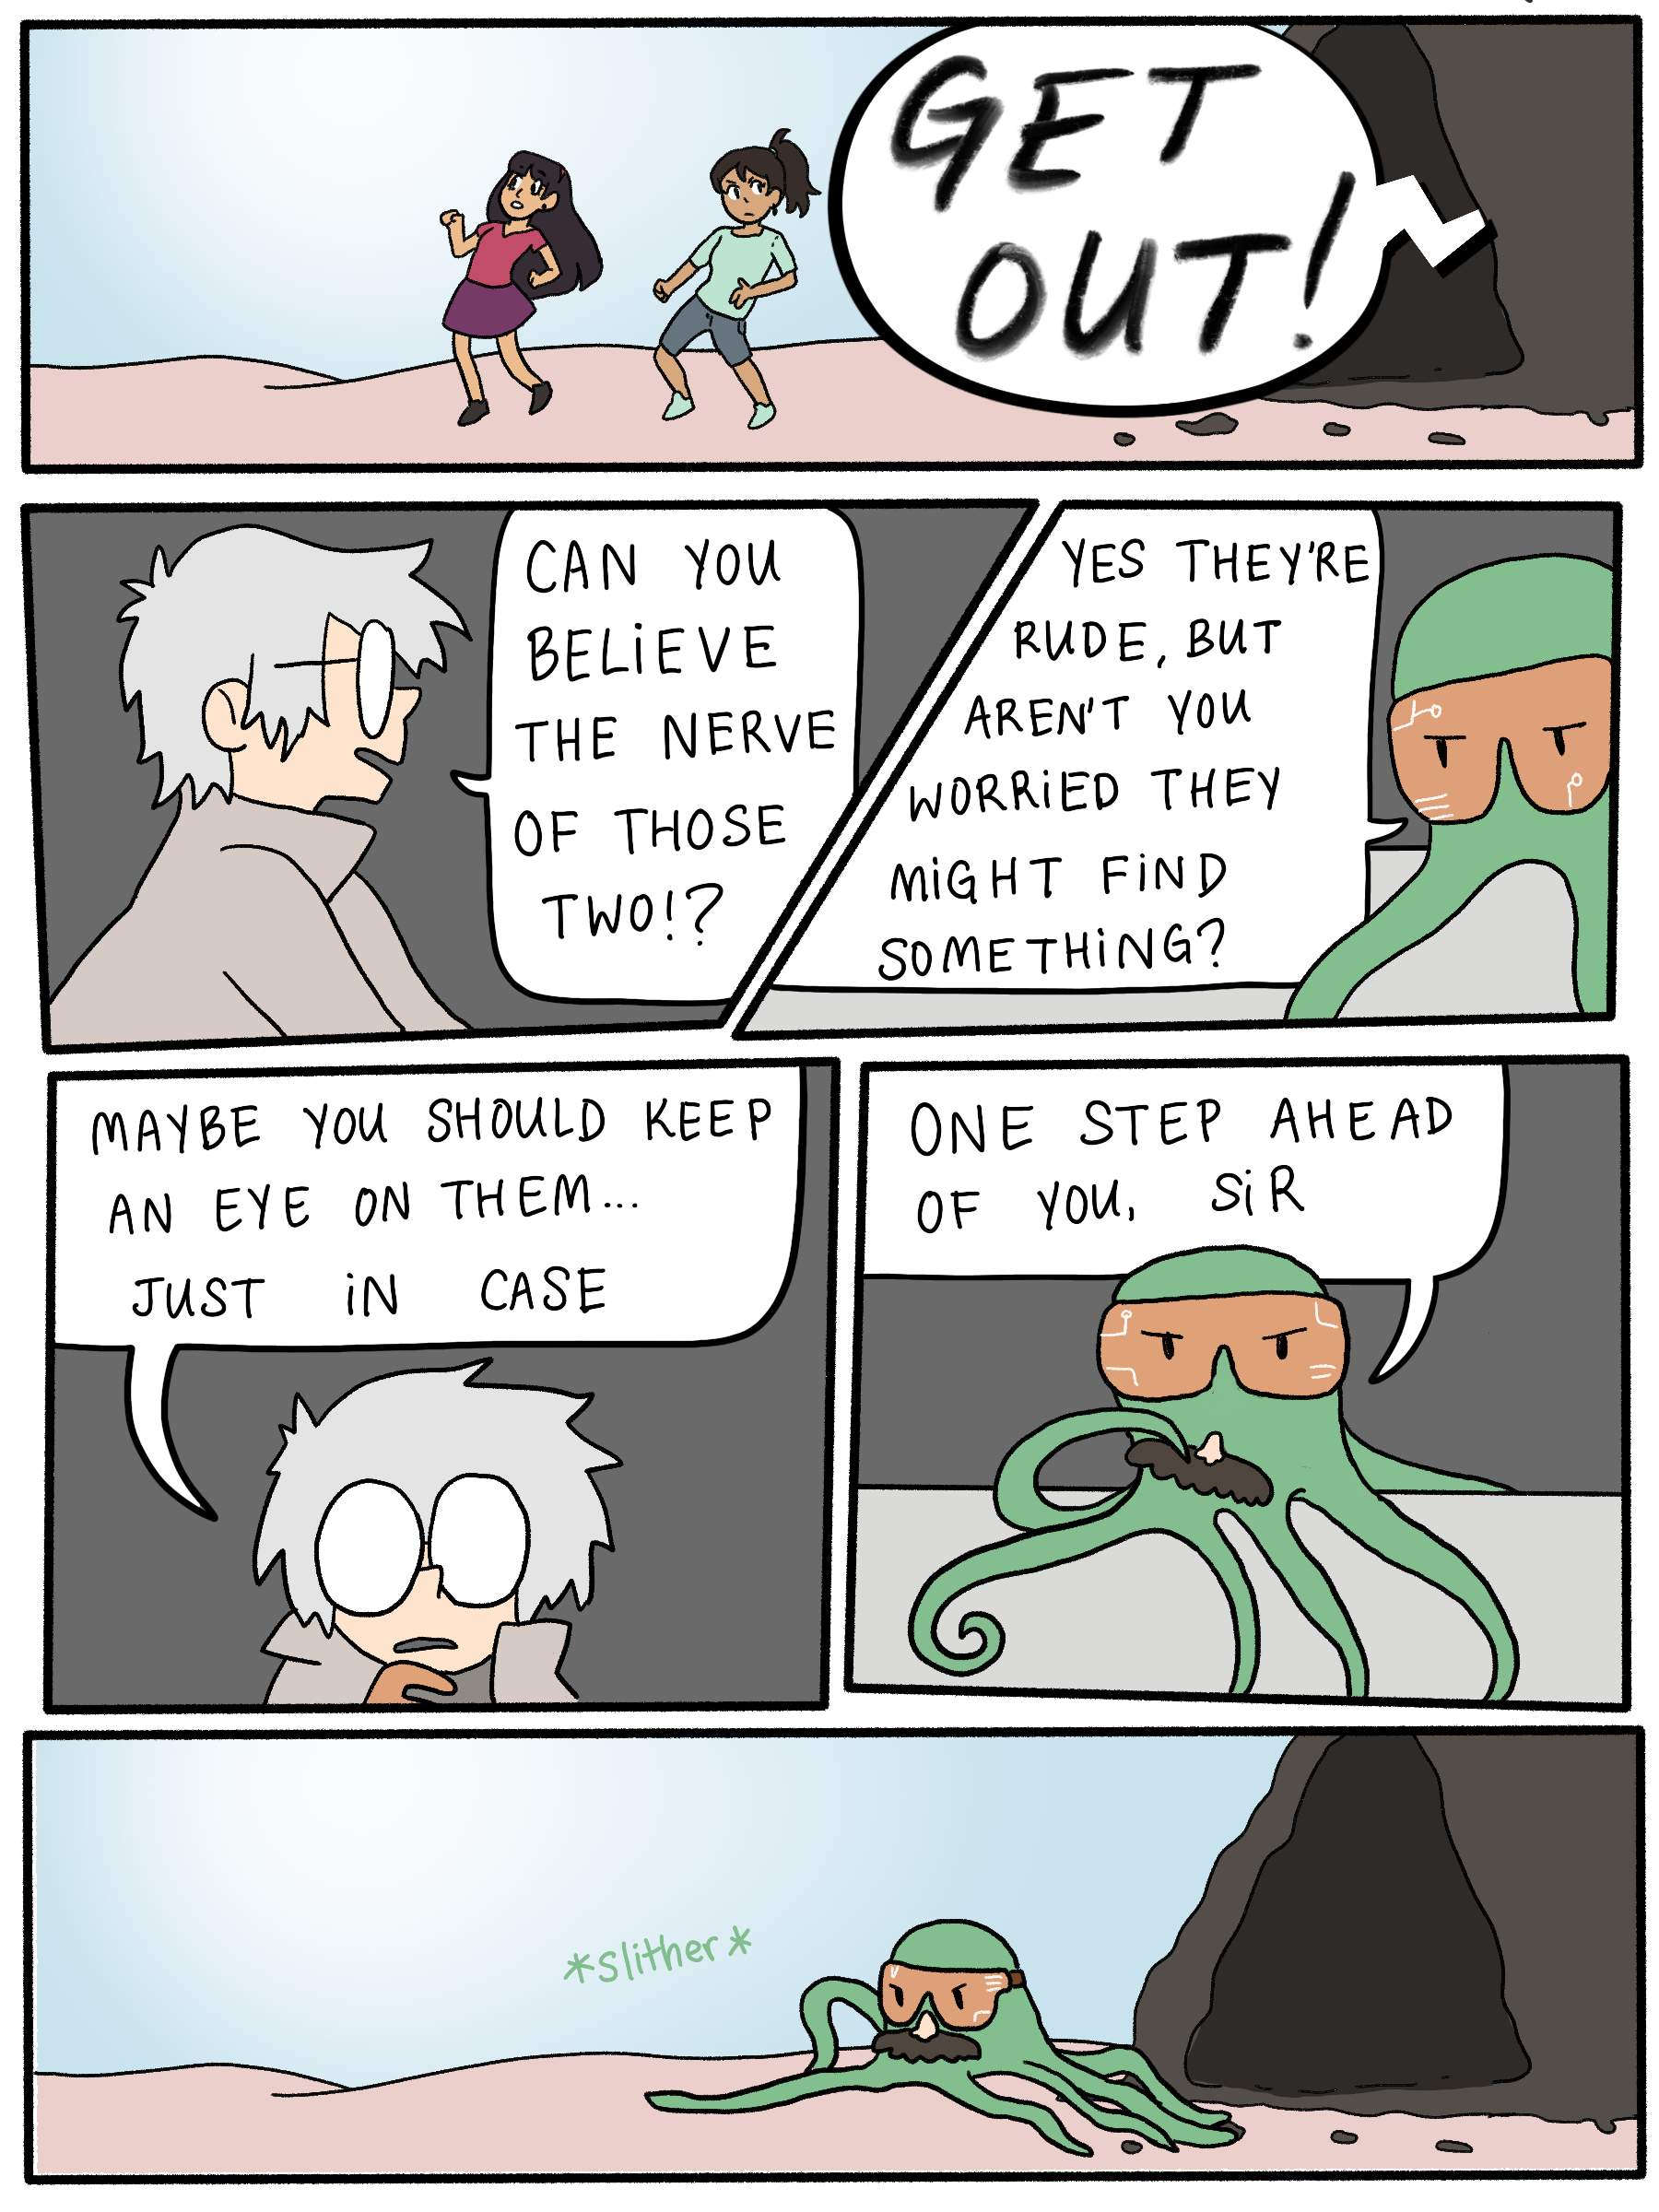 GET
OUT!
CAN YOU
BELiEVE
THE NERVE
OF THOSE
TWO!?
YES THEY'RE
RUDE, BUT
AREN'T YOU
WORRiED THEY
MiGHT FiND
SOMETHiNG?
MAYBE YOU SHOULD KEEP
AN EYE ON THEM...
JUST iN CASE
ONE STEP AHEAD
OF YOU, SiR
*slither*